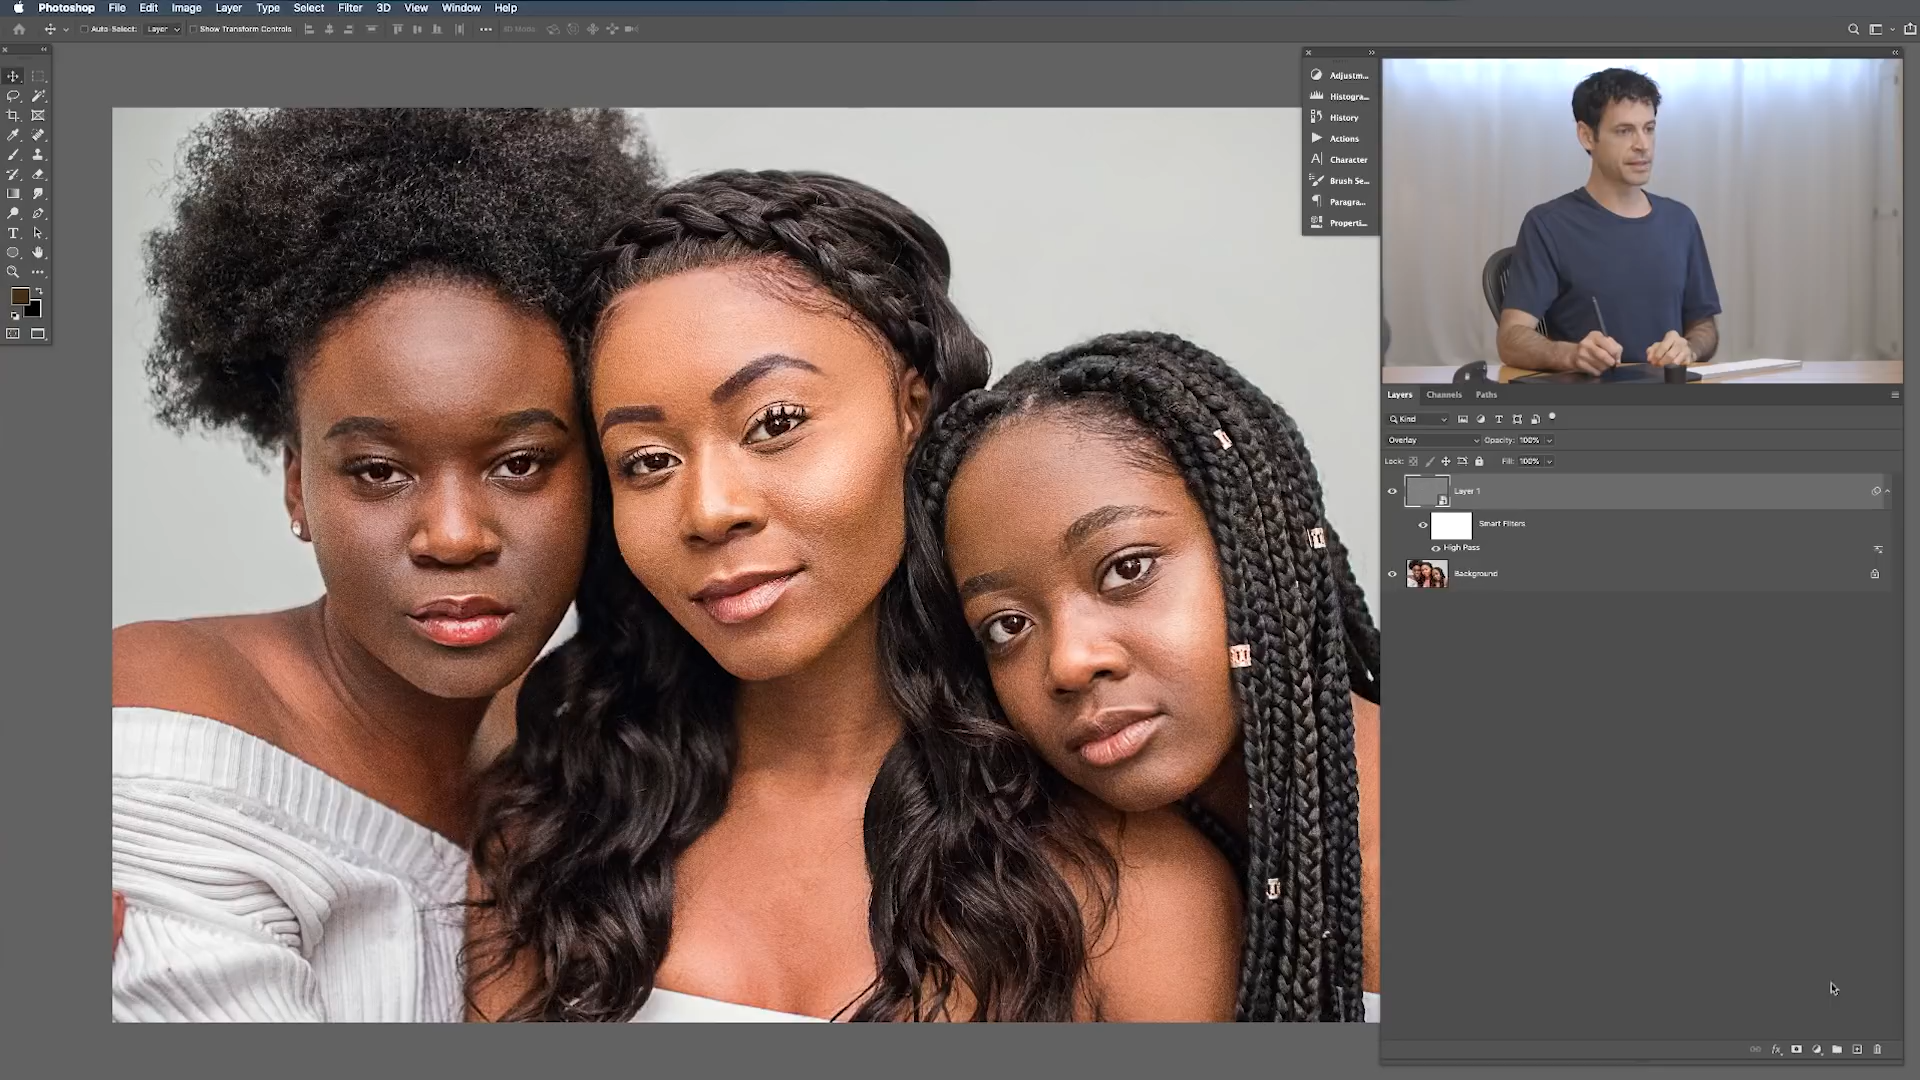 Photoshop File Edit Image Layer Type Select Filter 3D View Window Help
Auto-Select: Layer Show Transform Controls 3D Mode:
Adjustm...
Histogra...
History
Actions
Character
Brush Se...
Paragra...
Properti...
Layers Channels Paths
Kind
Overlay Opacity: 100%
Lock: Fill: 100%
Layer 1
Smart Filters
High Pass
Background